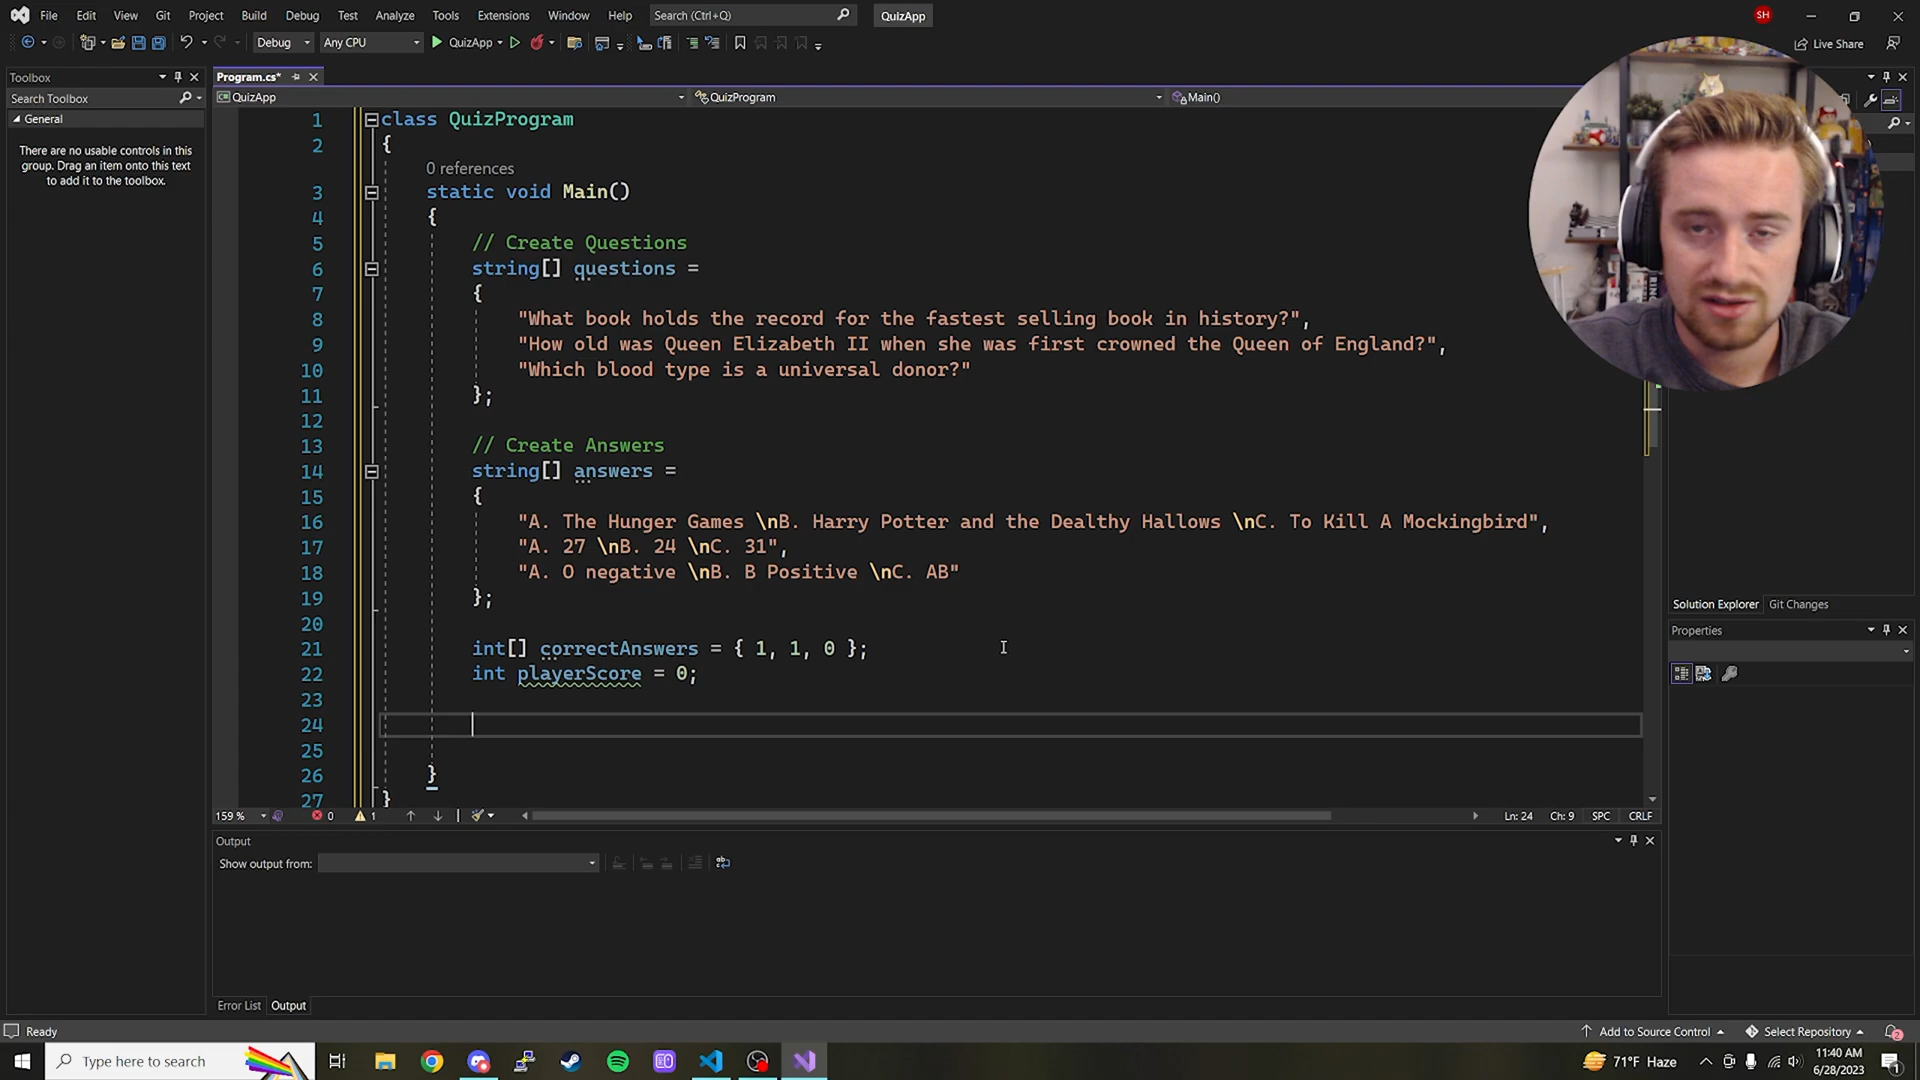 File Edit View Git Project Build Debug Test Analyze Tools Extensions Window Help Search (Ctrl+Q) QuizApp SH
Debug Any CPU QuizApp Live Share
Toolbox
Program.cs*
Search Toolbox
QuizApp QuizProgram Main()
General
There are no usable controls in this
group. Drag an item onto this text
to add it to the toolbox.
1 class QuizProgram
2 {
0 references
3 static void Main()
4 {
5 // Create Questions
6 string[] questions =
7 {
8 "What book holds the record for the fastest selling book in history?",
9 "How old was Queen Elizabeth II when she was first crowned the Queen of England?",
10 "Which blood type is a universal donor?"
11 };
12
13 // Create Answers
14 string[] answers =
15 {
16 "A. The Hunger Games \nB. Harry Potter and the Dealthy Hallows \nC. To Kill A Mockingbird",
17 "A. 27 \nB. 24 \nC. 31",
18 "A. O negative \nB. B Positive \nC. AB"
19 };
20
21 int[] correctAnswers = { 1, 1, 0 };
22 int playerScore = 0;
23
24
25
26 }
27 }
159 % 0 1 Ln: 24 Ch: 9 SPC CRLF
Solution Explorer Git Changes
Properties
Output
Show output from:
Error List Output
Ready Add to Source Control Select Repository 2
Type here to search 71°F Haze 11:40 AM
6/28/2023 1